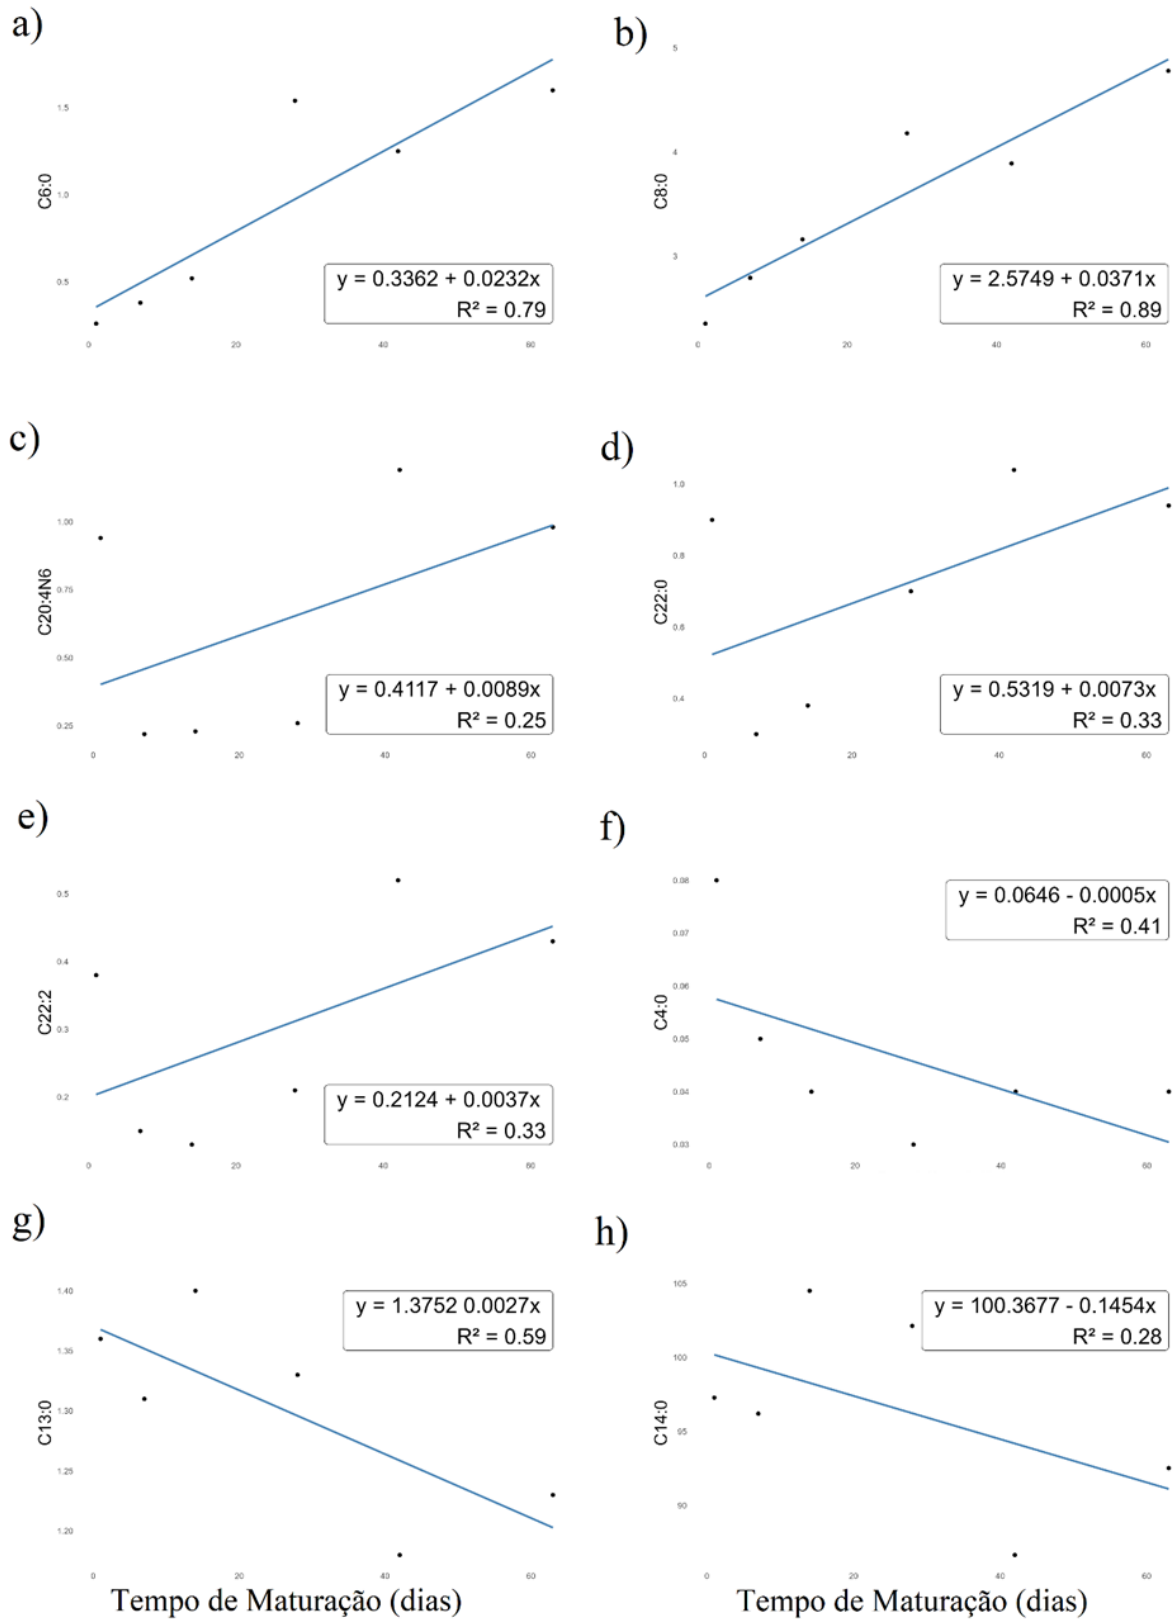 a)
1.5
1.0
0.5
C6:0
y = 0.3362 + 0.0232x
R² = 0.79
0 20 40 60
b)
5
4
3
C8:0
y = 2.5749 + 0.0371x
R² = 0.89
0 20 40 60
c)
1.00
0.75
0.50
0.25
C20:4N6
y = 0.4117 + 0.0089x
R² = 0.25
0 20 40 60
d)
1.0
0.8
0.6
0.4
C22:0
y = 0.5319 + 0.0073x
R² = 0.33
0 20 40 60
e)
0.5
0.4
0.3
0.2
C22:2
y = 0.2124 + 0.0037x
R² = 0.33
0 20 40 60
f)
0.08
0.07
0.06
0.05
0.04
0.03
C4:0
y = 0.0646 - 0.0005x
R² = 0.41
0 20 40 60
g)
1.40
1.35
1.30
1.25
1.20
C13:0
y = 1.3752 0.0027x
R² = 0.59
0 20 40 60
Tempo de Maturação (dias)
h)
105
100
95
90
C14:0
y = 100.3677 - 0.1454x
R² = 0.28
0 20 40 60
Tempo de Maturação (dias)